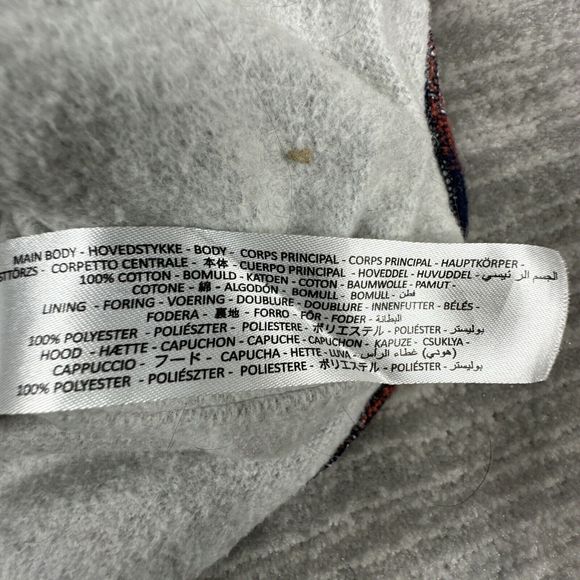 MAIN BODY - HOVEDSTYKKE - BODY - CORPS PRINCIPAL - CORPS PRINCIPAL - HAUPTKÖRPER -
STTÖRZS - CORPETTO CENTRALE - 本体 - CUERPO PRINCIPAL - HOVEDDEL - HUVUDDEL - الجسم الرئيسي
100% COTTON - BOMULD - KATOEN - COTON - BAUMWOLLE - PAMUT -
COTONE - 綿 - ALGODÓN - BOMULL - BOMULL - قطن
LINING - FORING - VOERING - DOUBLURE - DOUBLURE - INNENFUTTER - BÉLÉS -
FODERA - 裏地 - FORRO - FÔR - FODER - البطانة
100% POLYESTER - POLIÉSZTER - POLIESTERE - ポリエステル - POLIÉSTER - بوليستر
HOOD - HÆTTE - CAPUCHON - CAPUCHE - CAPUCHON - KAPUZE - CSUKLYA -
CAPPUCCIO - フード - CAPUCHA - HETTE - LUVA - (هودي) غطاء الرأس
100% POLYESTER - POLIÉSZTER - POLIESTERE - ポリエステル - POLIÉSTER - بوليستر